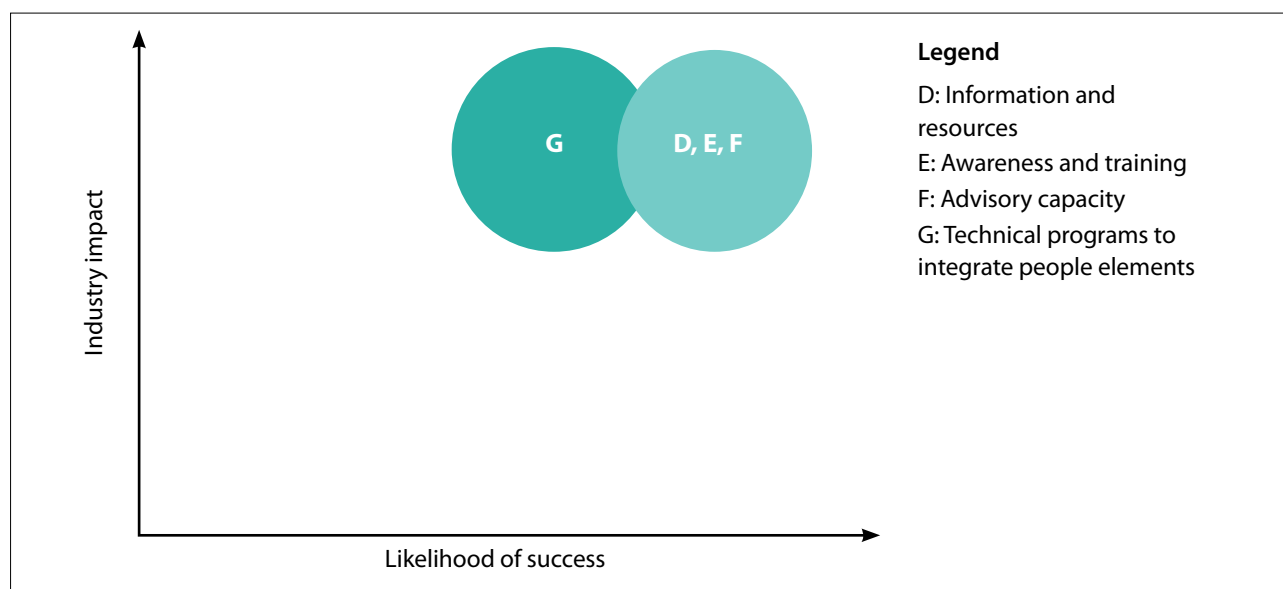 Industry impact
G
D, E, F
Likelihood of success
Legend
D: Information and
resources
E: Awareness and training
F: Advisory capacity
G: Technical programs to
integrate people elements